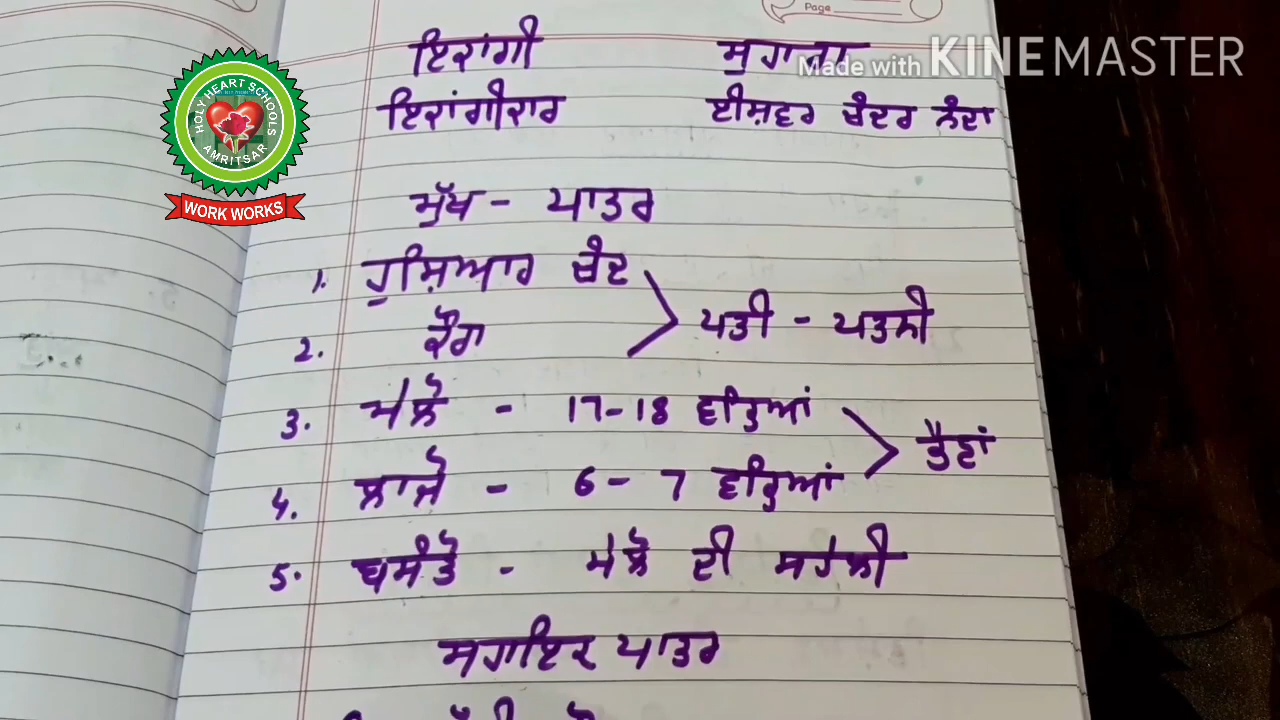 Page
Made with KINEMASTER
HOLY HEART SCHOOLS
AMRITSAR
WORK WORKS
ਇਕਾਂਗੀ ਸੁਹਾਗ
ਇਕਾਂਗੀਕਾਰ ਈਸ਼ਵਰ ਚੰਦਰ ਨੰਦਾ
ਮੁੱਖ - ਪਾਤਰ
1. ਹੁਸ਼ਿਆਰ ਚੰਦ
ਪਤੀ - ਪਤਨੀ
2. ਕੌਰਾਂ
3. ਮੇਲੋ - 17-18 ਵਰ੍ਹਿਆਂ
ਭੈਣਾਂ
4. ਲਾਜੋ - 6-7 ਵਰ੍ਹਿਆਂ
5. ਬਸੰਤੋ - ਮੇਲੋ ਦੀ ਸਹੇਲੀ
ਸਹਾਇਕ ਪਾਤਰ